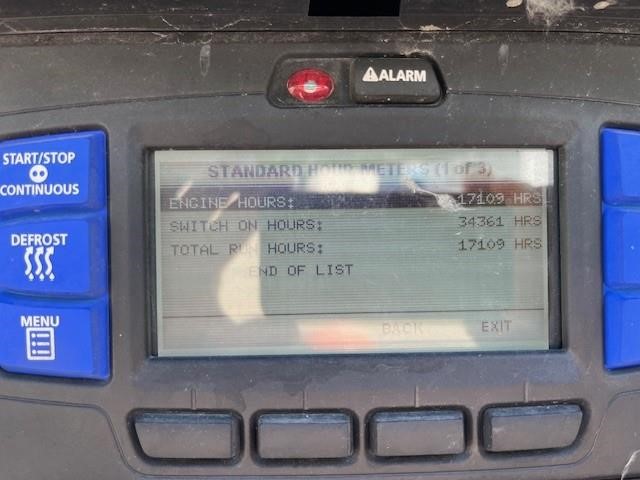 ALARM
START/STOP
CONTINUOUS
DEFROST
MENU
STANDARD HOUR METERS (1 of 3)
ENGINE HOURS: 17109 HRS
SWITCH ON HOURS: 34361 HRS
TOTAL RUN HOURS: 17109 HRS
END OF LIST
BACK EXIT